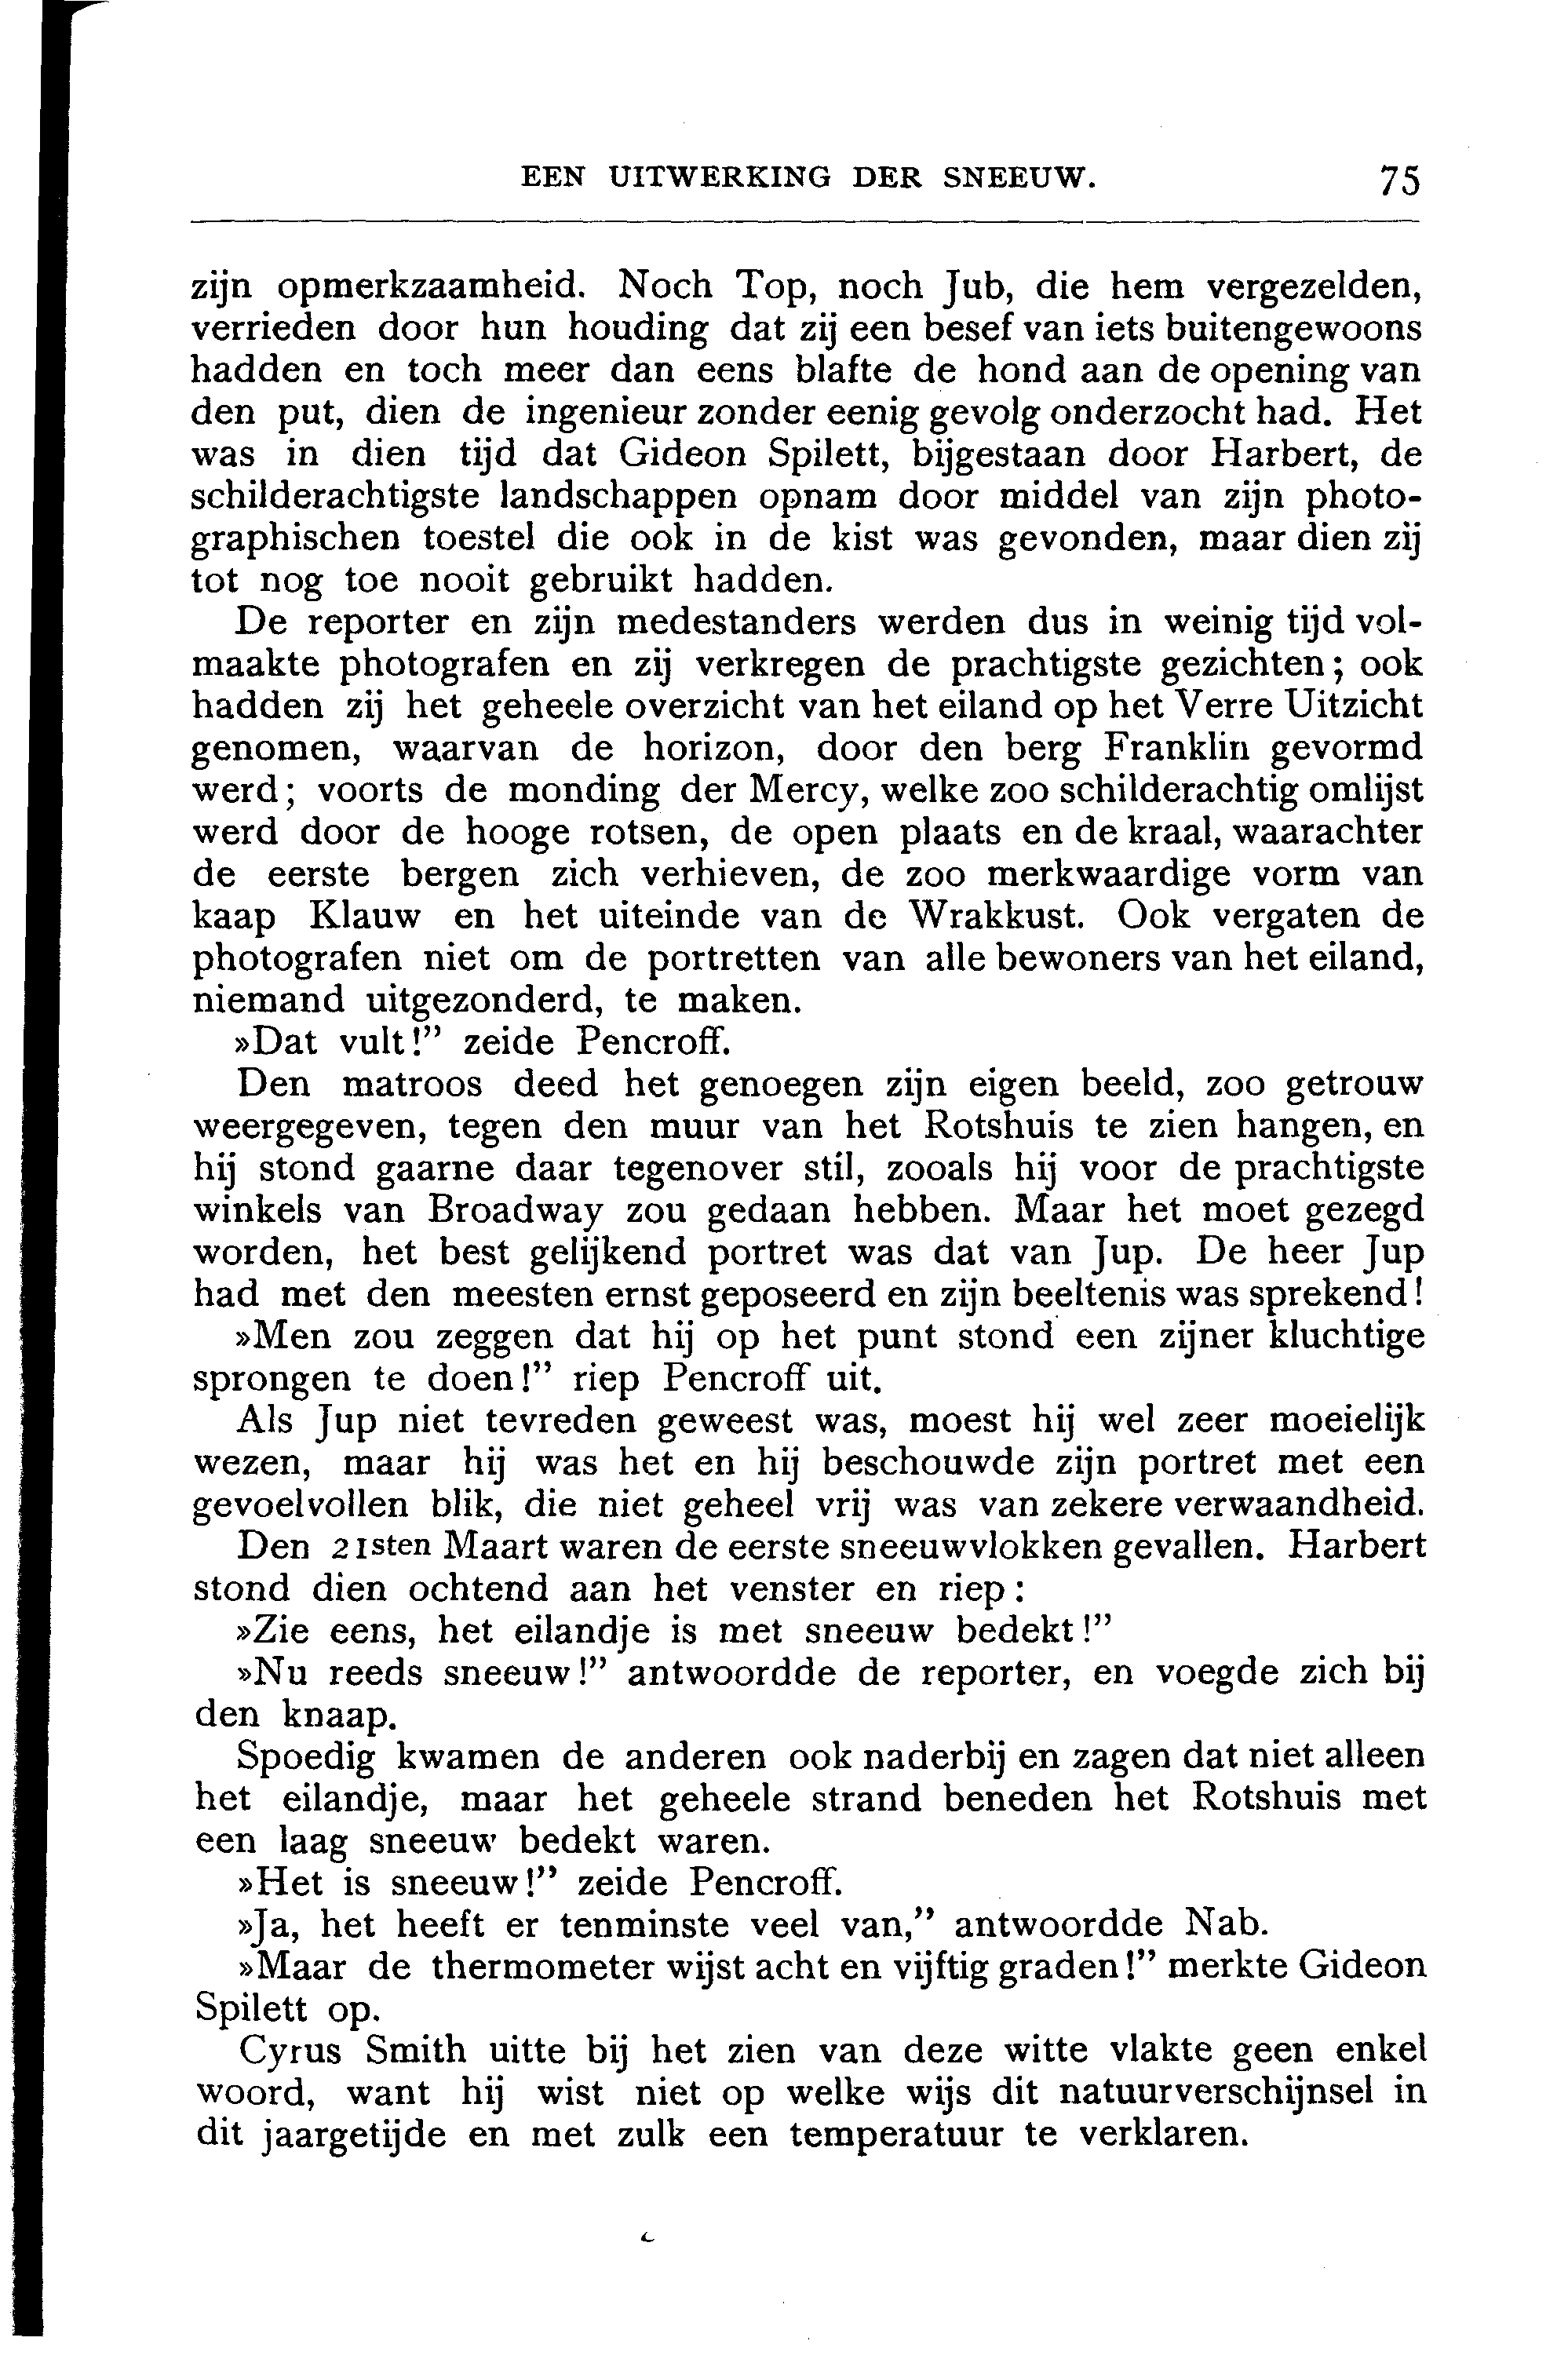 EEN UITWERKING DER SNEEUW. 75
zijn opmerkzaamheid. Noch Top, noch Jub, die hem vergezelden,
verrieden door hun houding dat zij een besef van iets buitengewoons
hadden en toch meer dan eens blafte de hond aan de opening van
den put, dien de ingenieur zonder eenig gevolg onderzocht had. Het
was in dien tijd dat Gideon Spilett, bijgestaan door Harbert, de
schilderachtigste landschappen opnam door middel van zijn photo-
graphischen toestel die ook in de kist was gevonden, maar dien zij
tot nog toe nooit gebruikt hadden.
De reporter en zijn medestanders werden dus in weinig tijd vol-
maakte photografen en zij verkregen de prachtigste gezichten; ook
hadden zij het geheele overzicht van het eiland op het Verre Uitzicht
genomen, waarvan de horizon, door den berg Franklin gevormd
werd; voorts de monding der Mercy, welke zoo schilderachtig omlijst
werd door de hooge rotsen, de open plaats en de kraal, waarachter
de eerste bergen zich verhieven, de zoo merkwaardige vorm van
kaap Klauw en het uiteinde van de Wrakkust. Ook vergaten de
photografen niet om de portretten van alle bewoners van het eiland,
niemand uitgezonderd, te maken.
»Dat vult!” zeide Pencroff.
Den matroos deed het genoegen zijn eigen beeld, zoo getrouw
weergegeven, tegen den muur van het Rotshuis te zien hangen, en
hij stond gaarne daar tegenover stil, zooals hij voor de prachtigste
winkels van Broadway zou gedaan hebben. Maar het moet gezegd
worden, het best gelijkend portret was dat van Jup. De heer Jup
had met den meesten ernst geposeerd en zijn beeltenis was sprekend!
»Men zou zeggen dat hij op het punt stond een zijner kluchtige
sprongen te doen!” riep Pencroff uit.
Als Jup niet tevreden geweest was, moest hij wel zeer moeielijk
wezen, maar hij was het en hij beschouwde zijn portret met een
gevoelvollen blik, die niet geheel vrij was van zekere verwaandheid.
Den 21sten Maart waren de eerste sneeuwvlokken gevallen. Harbert
stond dien ochtend aan het venster en riep:
»Zie eens, het eilandje is met sneeuw bedekt!”
»Nu reeds sneeuw!” antwoordde de reporter, en voegde zich bij
den knaap.
Spoedig kwamen de anderen ook naderbij en zagen dat niet alleen
het eilandje, maar het geheele strand beneden het Rotshuis met
een laag sneeuw bedekt waren.
»Het is sneeuw!” zeide Pencroff.
»Ja, het heeft er tenminste veel van,” antwoordde Nab.
»Maar de thermometer wijst acht en vijftig graden!” merkte Gideon
Spilett op.
Cyrus Smith uitte bij het zien van deze witte vlakte geen enkel
woord, want hij wist niet op welke wijs dit natuurverschijnsel in
dit jaargetijde en met zulk een temperatuur te verklaren.